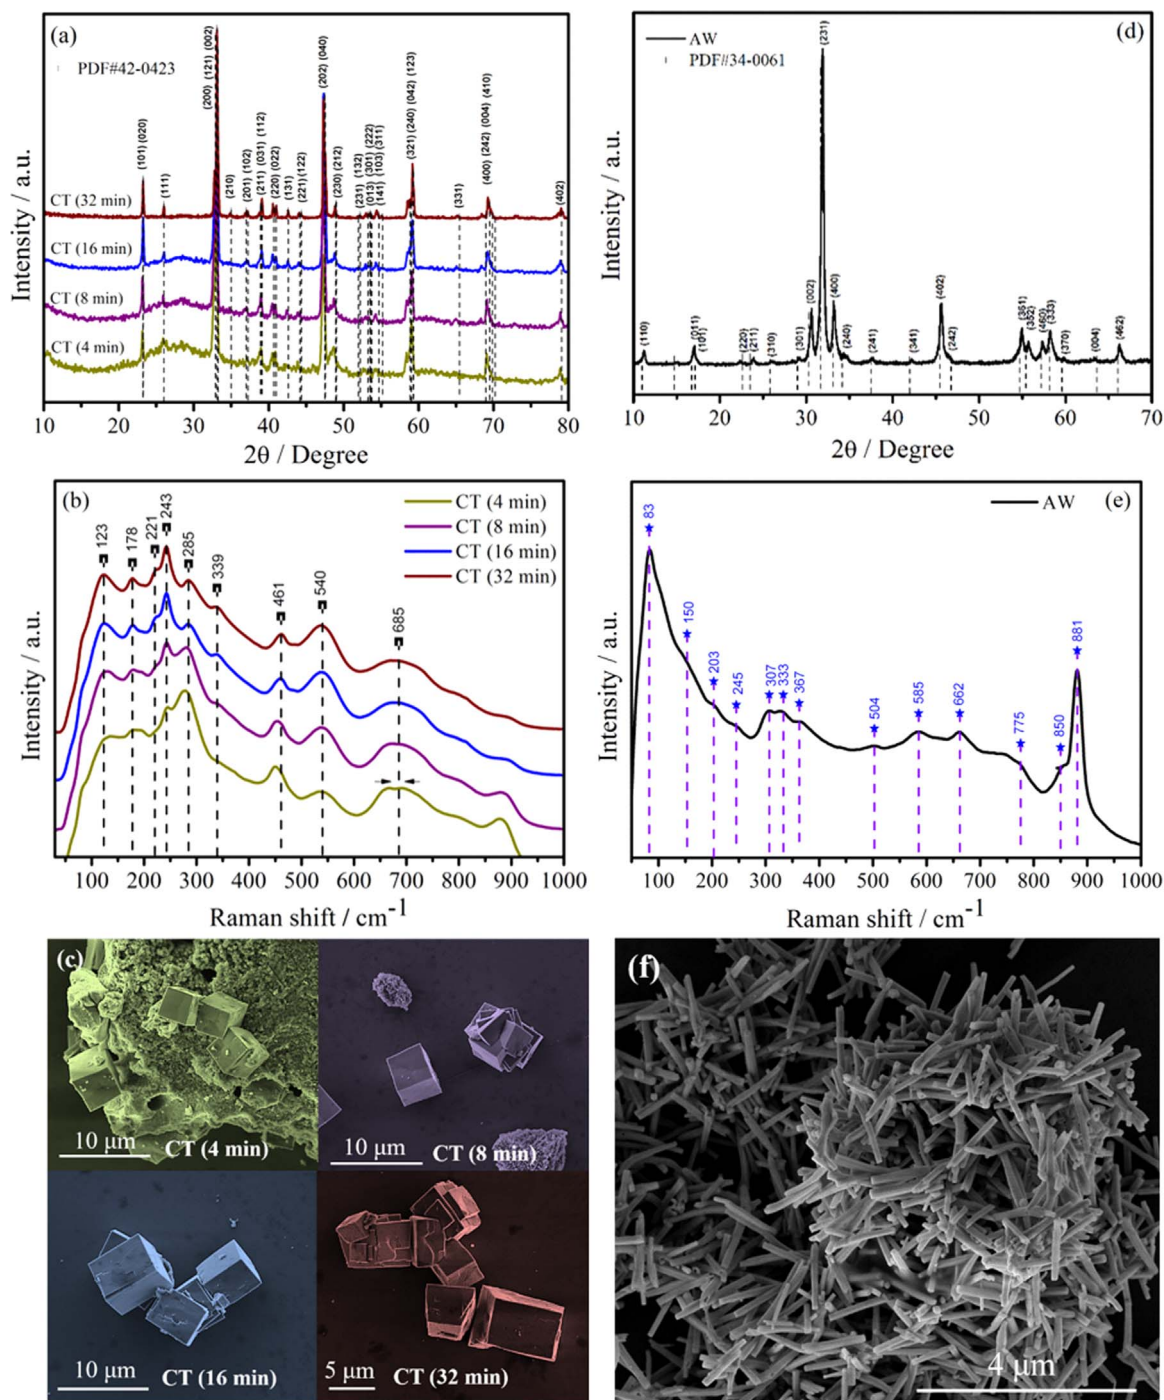 (a)
PDF#42-0423
(101) (020)
(111)
(200) (121) (002)
(210)
(201) (102)
(211) (031) (112)
(220) (022)
(131)
(221) (122)
(202) (040)
(230) (212)
(231) (132)
(013) (301) (222)
(141) (103) (311)
(321) (240) (042) (123)
(331)
(400) (242) (004) (410)
(402)
CT (32 min)
CT (16 min)
CT (8 min)
CT (4 min)
Intensity / a.u.
10 20 30 40 50 60 70 80
2θ / Degree
(d)
AW
PDF#34-0061
(110)
(011)
(101)
(220)
(211)
(310)
(301)
(002)
(231)
(400)
(240)
(241)
(341)
(402)
(242)
(351)
(352)
(460)
(333)
(370)
(004)
(462)
Intensity / a.u.
10 20 30 40 50 60 70
2θ / Degree
(b)
123
178
221
243
285
339
461
540
685
CT (4 min)
CT (8 min)
CT (16 min)
CT (32 min)
Intensity / a.u.
100 200 300 400 500 600 700 800 900 1000
Raman shift / cm-1
(e)
AW
83
150
203
245
307
333
367
504
585
662
775
850
881
Intensity / a.u.
100 200 300 400 500 600 700 800 900 1000
Raman shift / cm-1
(c)
10 μm CT (4 min)
10 μm CT (8 min)
10 μm CT (16 min)
5 μm CT (32 min)
(f)
4 μm